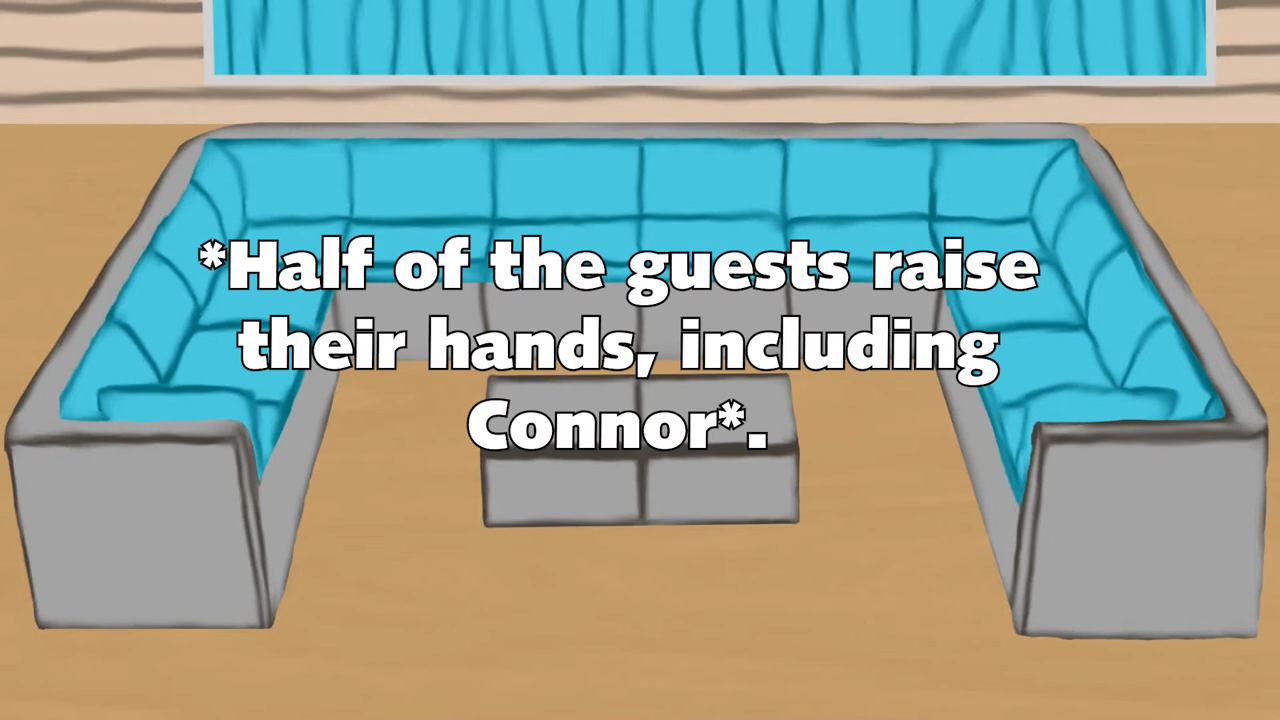 *Half of the guests raise
their hands, including
Connor*.